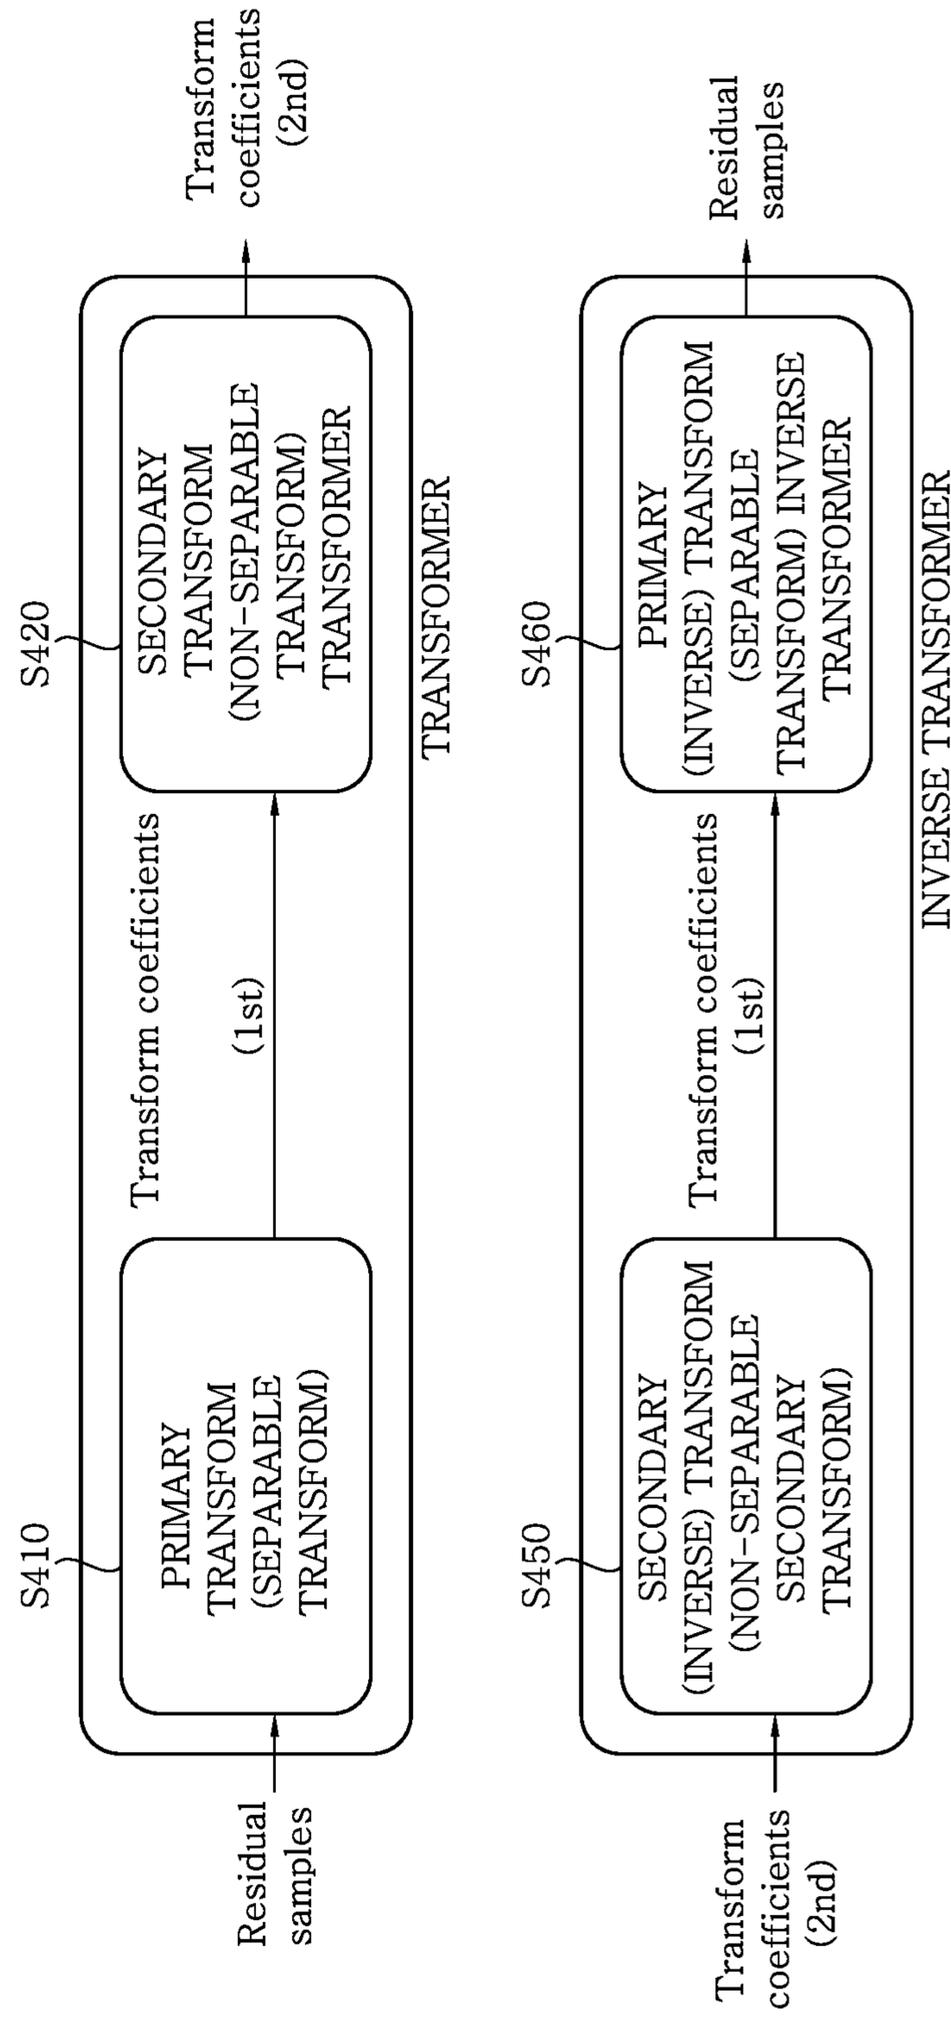 S410
S420
Residual
samples
PRIMARY
TRANSFORM
(SEPARABLE
TRANSFORM)
Transform coefficients
(1st)
SECONDARY
TRANSFORM
(NON-SEPARABLE
TRANSFORM)
TRANSFORMER
Transform
coefficients
(2nd)
TRANSFORMER
S450
S460
Transform
coefficients
(2nd)
SECONDARY
(INVERSE) TRANSFORM
(NON-SEPARABLE
SECONDARY
TRANSFORM)
Transform coefficients
(1st)
PRIMARY
(INVERSE) TRANSFORM
(SEPARABLE
TRANSFORM) INVERSE
TRANSFORMER
Residual
samples
INVERSE TRANSFORMER